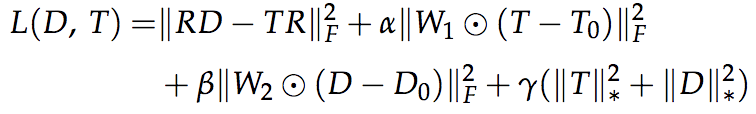 L(D, T) =‖RD − TR‖²_F + α‖W₁ ⊙ (T − T₀)‖²_F
+ β‖W₂ ⊙ (D − D₀)‖²_F + γ(‖T‖²_* + ‖D‖²_*)